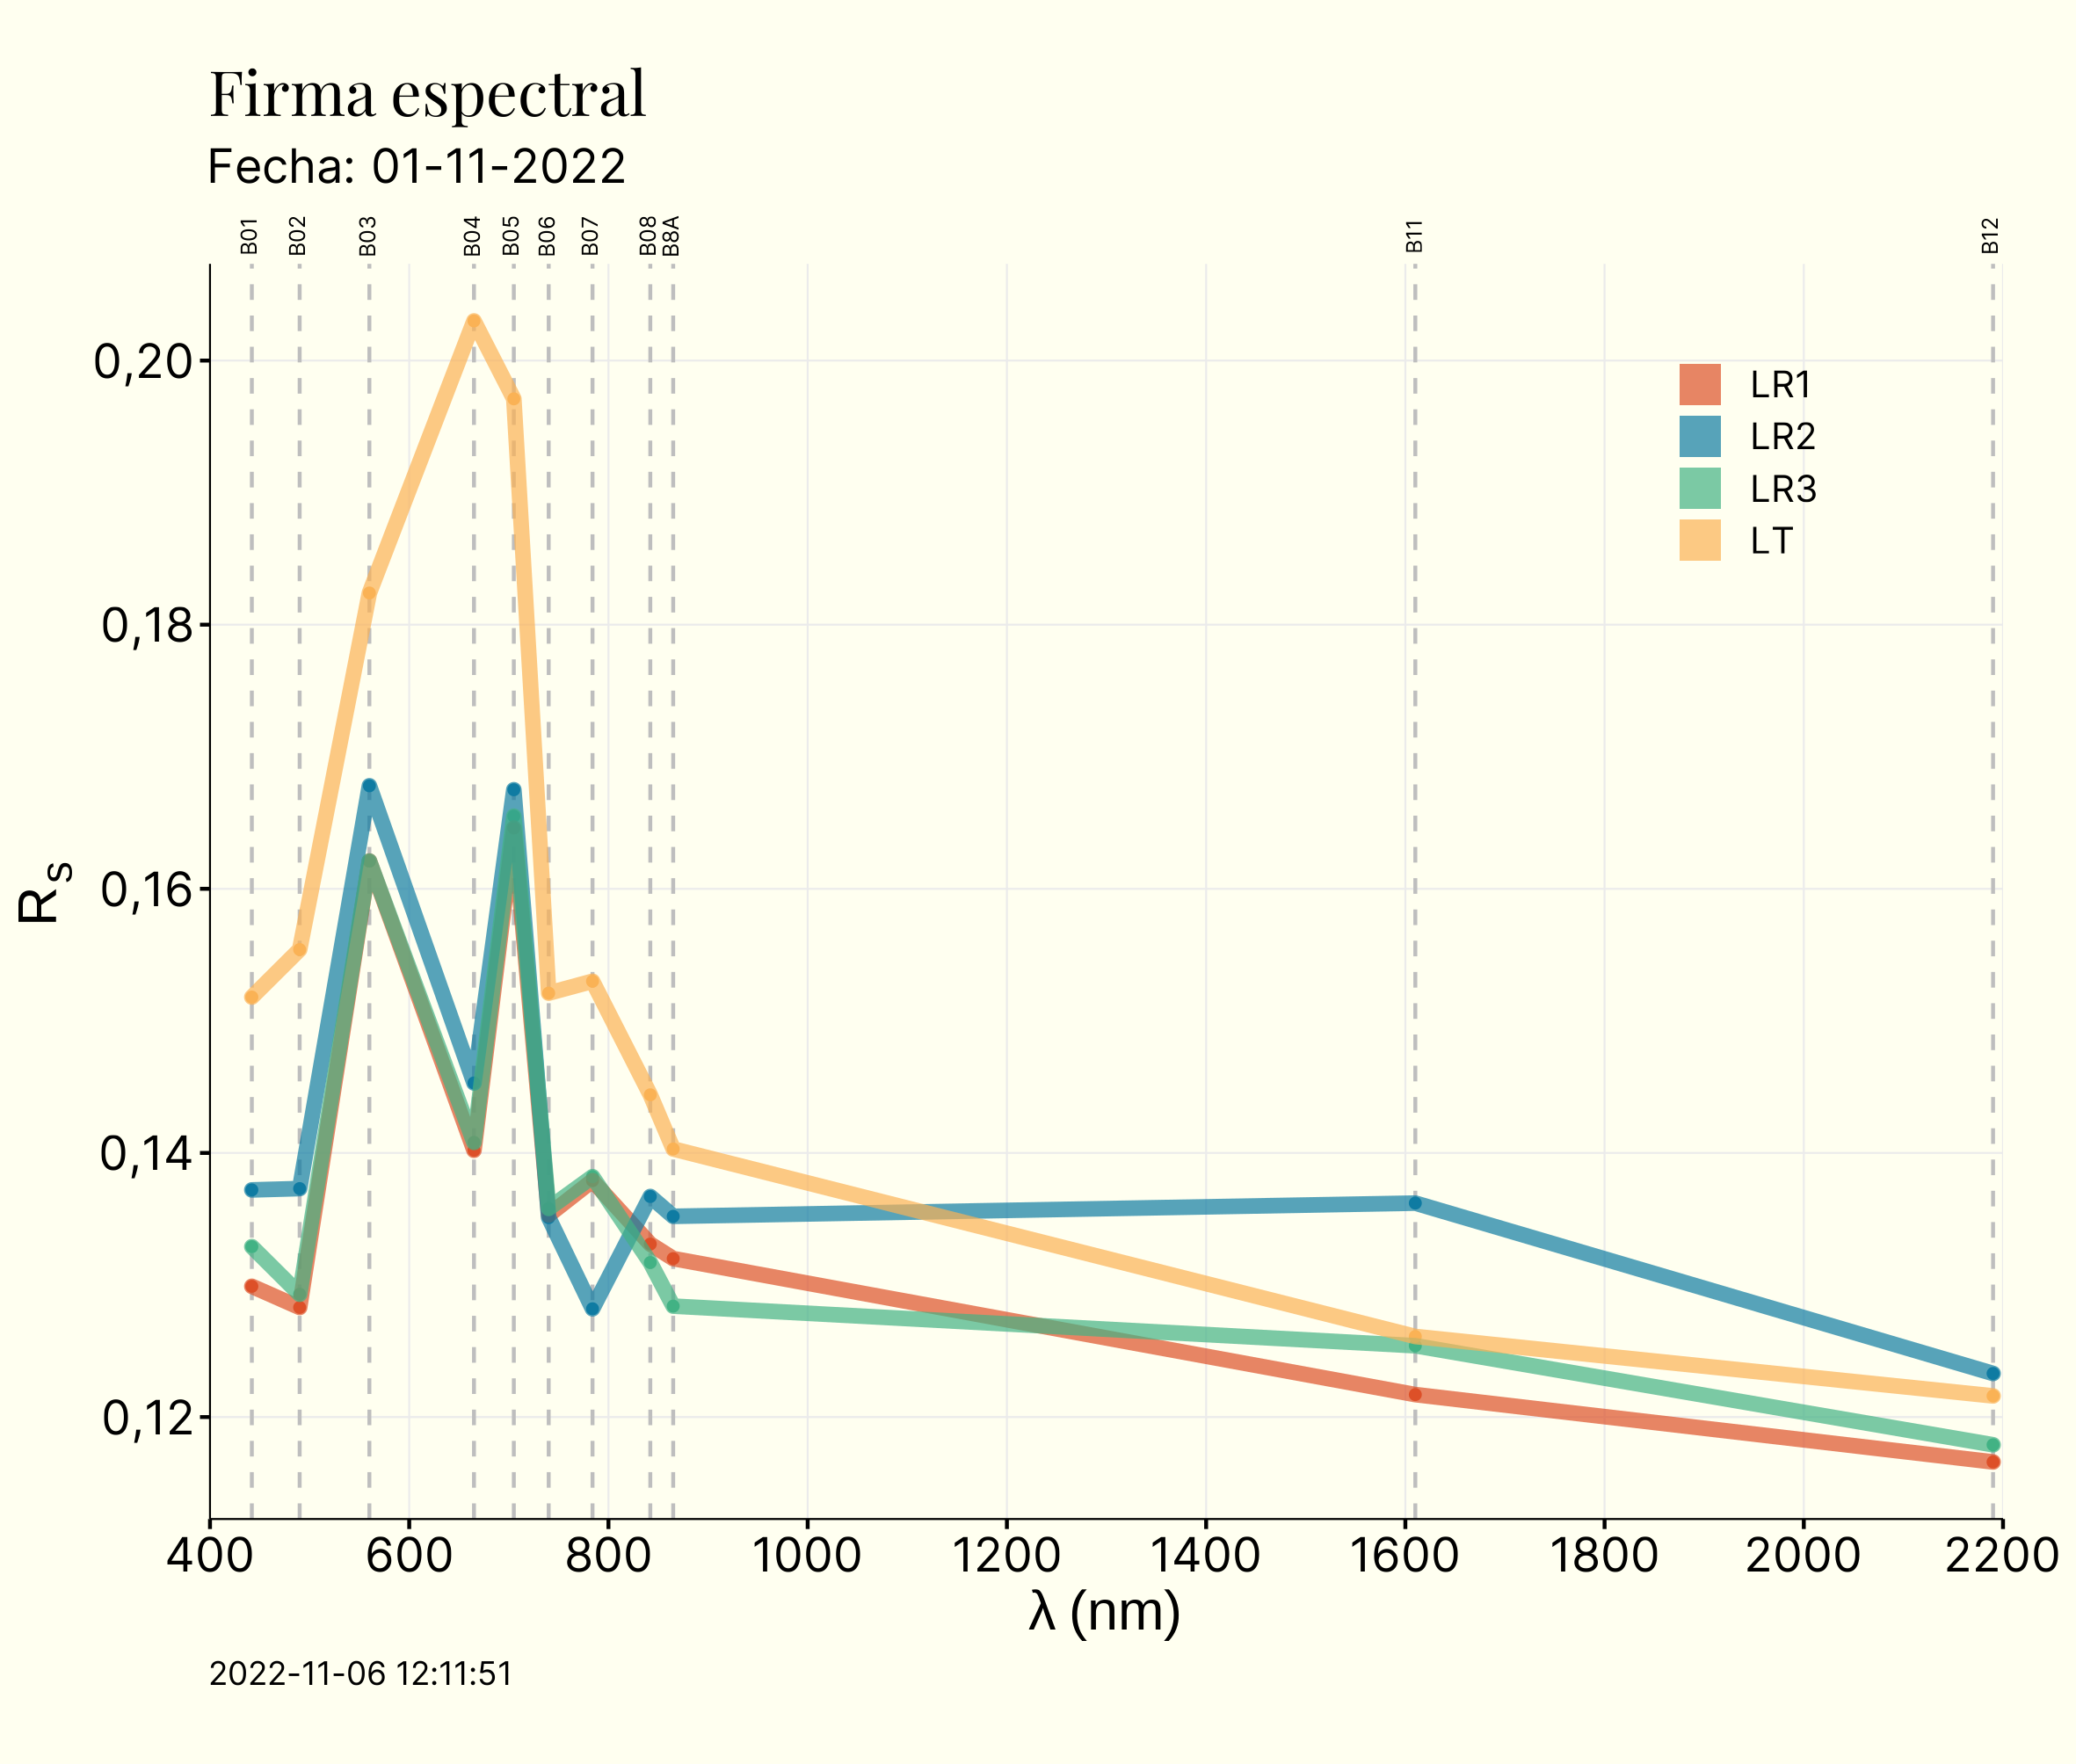 Firma espectral
Fecha: 01-11-2022
B01 B02 B03 B04 B05 B06 B07 B08 B8A B11 B12
0,20
0,18
0,16
0,14
0,12
Rs
LR1
LR2
LR3
LT
400 600 800 1000 1200 1400 1600 1800 2000 2200
λ (nm)
2022-11-06 12:11:51